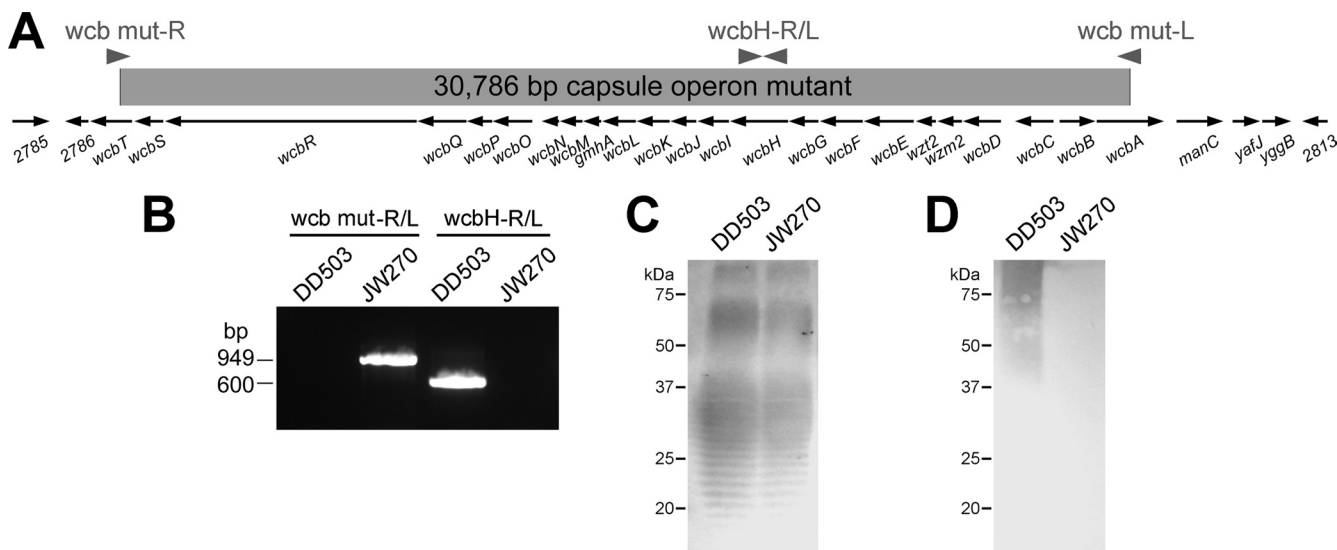 A
wcb mut-R
wcbH-R/L
wcb mut-L
30,786 bp capsule operon mutant
2785 2786 wcbT wcbS wcbR wcbQ wcbP wcbO wcbN wcbM gmhA wcbL wcbK wcbJ wcbI wcbH wcbG wcbF wcbE wzt2 wzm2 wcbD wcbC wcbB wcbA manC yafJ yggB 2813
B
wcb mut-R/L wcbH-R/L
DD503 JW270 DD503 JW270
bp
949
600
C
DD503 JW270
kDa
75
50
37
25
20
D
DD503 JW270
kDa
75
50
37
25
20